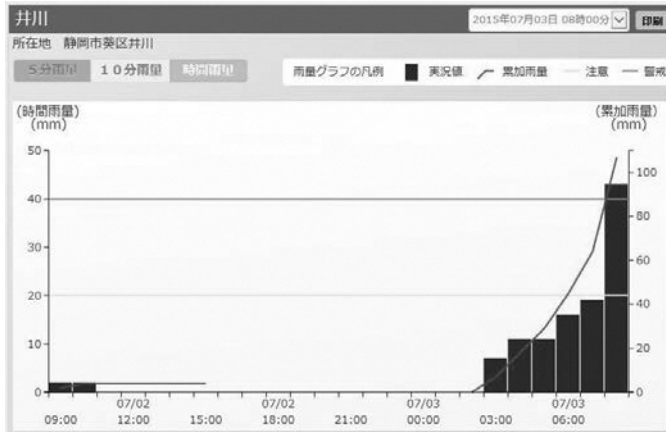 井川 2015年07月03日 08時00分 印刷
所在地 静岡市葵区井川
5分雨量 10分雨量 時間雨量 雨量グラフの凡例 実況値 累加雨量 注意 警戒
(時間雨量) (累加雨量)
(mm) (mm)
50
40
30
20
10
0
100
80
60
40
20
0
07/02 07/02 07/03 07/03
09:00 12:00 15:00 18:00 21:00 00:00 03:00 06:00